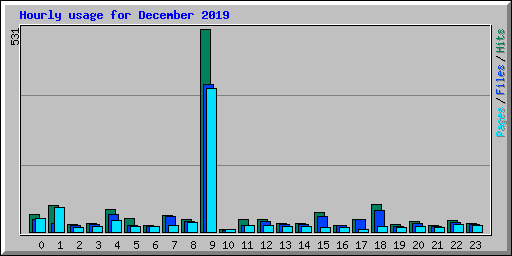 Hourly usage for December 2019
531
Pages / Files / Hits
0 1 2 3 4 5 6 7 8 9 10 11 12 13 14 15 16 17 18 19 20 21 22 23